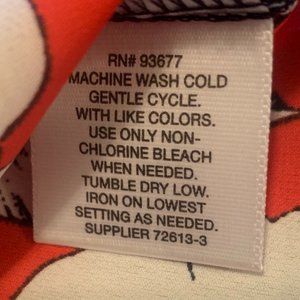 RN# 93677
MACHINE WASH COLD
GENTLE CYCLE.
WITH LIKE COLORS.
USE ONLY NON-
CHLORINE BLEACH
WHEN NEEDED.
TUMBLE DRY LOW.
IRON ON LOWEST
SETTING AS NEEDED.
SUPPLIER 72613-3